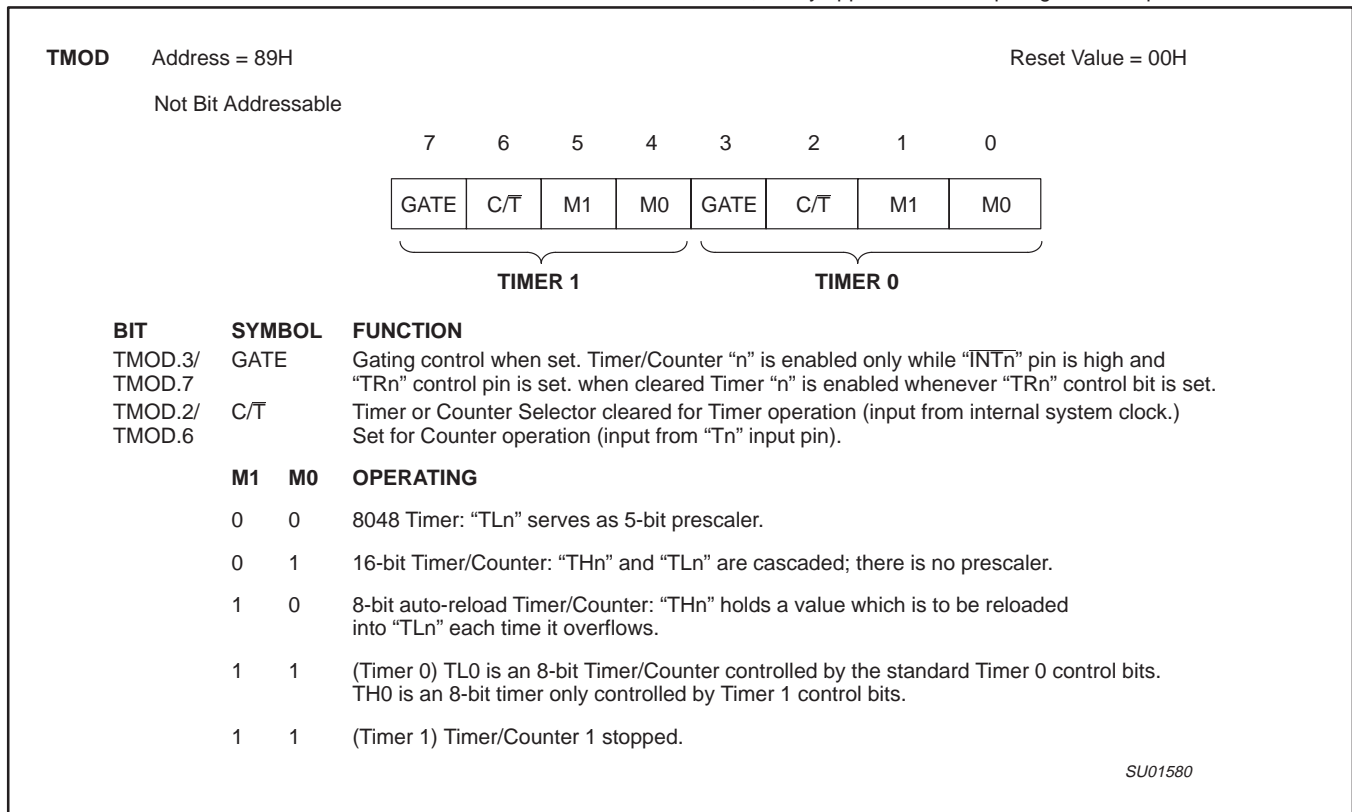 TMOD Address = 89H Reset Value = 00H
Not Bit Addressable
7 6 5 4 3 2 1 0
GATE C/T̅ M1 M0 GATE C/T̅ M1 M0
TIMER 1 TIMER 0
BIT SYMBOL FUNCTION
TMOD.3/ GATE Gating control when set. Timer/Counter “n” is enabled only while “I̅N̅T̅n̅” pin is high and
TMOD.7 “TRn” control pin is set. when cleared Timer “n” is enabled whenever “TRn” control bit is set.
TMOD.2/ C/T̅ Timer or Counter Selector cleared for Timer operation (input from internal system clock.)
TMOD.6 Set for Counter operation (input from “Tn” input pin).
M1 M0 OPERATING
0 0 8048 Timer: “TLn” serves as 5-bit prescaler.
0 1 16-bit Timer/Counter: “THn” and “TLn” are cascaded; there is no prescaler.
1 0 8-bit auto-reload Timer/Counter: “THn” holds a value which is to be reloaded
into “TLn” each time it overflows.
1 1 (Timer 0) TL0 is an 8-bit Timer/Counter controlled by the standard Timer 0 control bits.
TH0 is an 8-bit timer only controlled by Timer 1 control bits.
1 1 (Timer 1) Timer/Counter 1 stopped.
SU01580